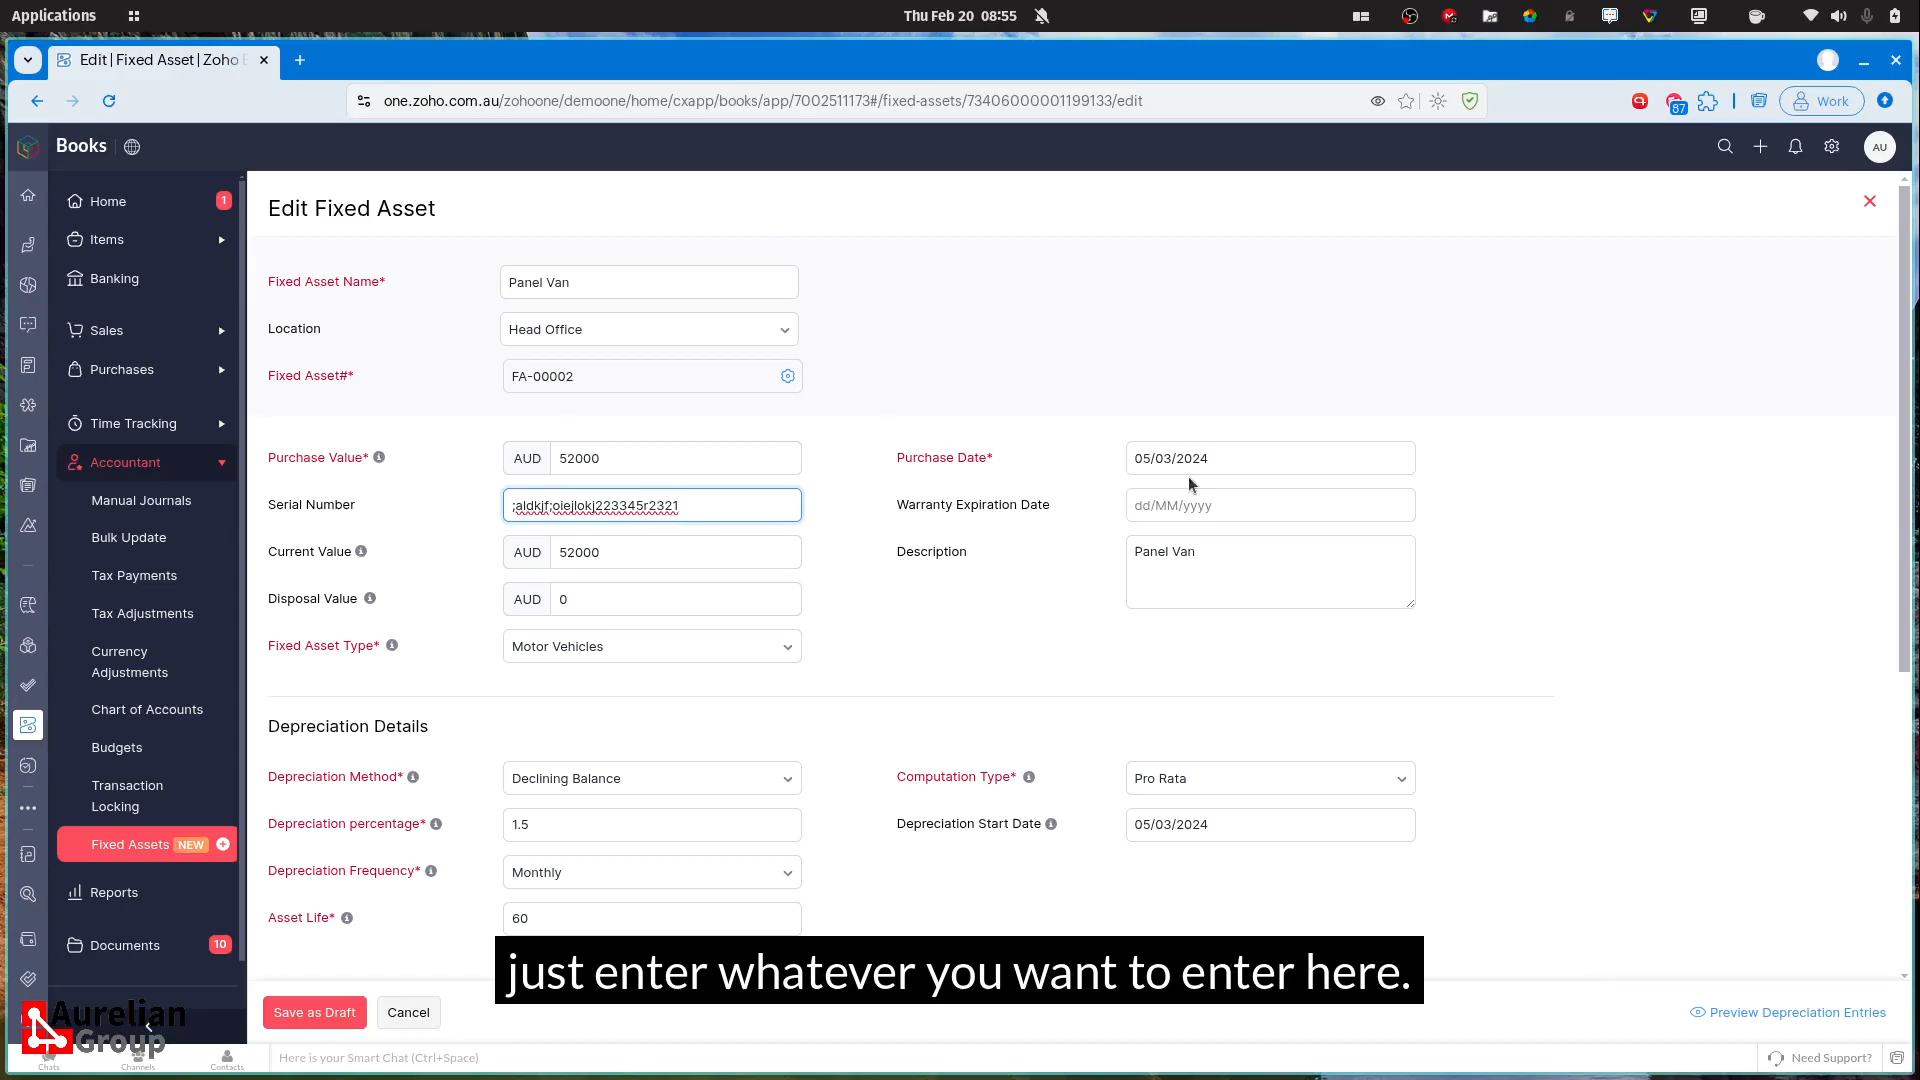 Applications
Thu Feb 20 08:55
Edit | Fixed Asset | Zoho
one.zoho.com.au/zohoone/demoone/home/cxapp/books/app/7002511173#/fixed-assets/73406000001199133/edit
87
Work
Books
AU
Home
1
Items
Banking
Sales
Purchases
Time Tracking
Accountant
Manual Journals
Bulk Update
Tax Payments
Tax Adjustments
Currency
Adjustments
Chart of Accounts
Budgets
Transaction
Locking
Fixed Assets NEW
Reports
Documents
10
Edit Fixed Asset
Fixed Asset Name*
Panel Van
Location
Head Office
Fixed Asset#*
FA-00002
Purchase Value*
AUD 52000
Purchase Date*
05/03/2024
Serial Number
;aldkjf;oiejlokj223345r2321
Warranty Expiration Date
dd/MM/yyyy
Current Value
AUD 52000
Description
Panel Van
Disposal Value
AUD 0
Fixed Asset Type*
Motor Vehicles
Depreciation Details
Depreciation Method*
Declining Balance
Computation Type*
Pro Rata
Depreciation percentage*
1.5
Depreciation Start Date
05/03/2024
Depreciation Frequency*
Monthly
Asset Life*
60
just enter whatever you want to enter here.
Save as Draft
Cancel
Preview Depreciation Entries
Aurelian
Group
Chats
Channels
Contacts
Here is your Smart Chat (Ctrl+Space)
Need Support?